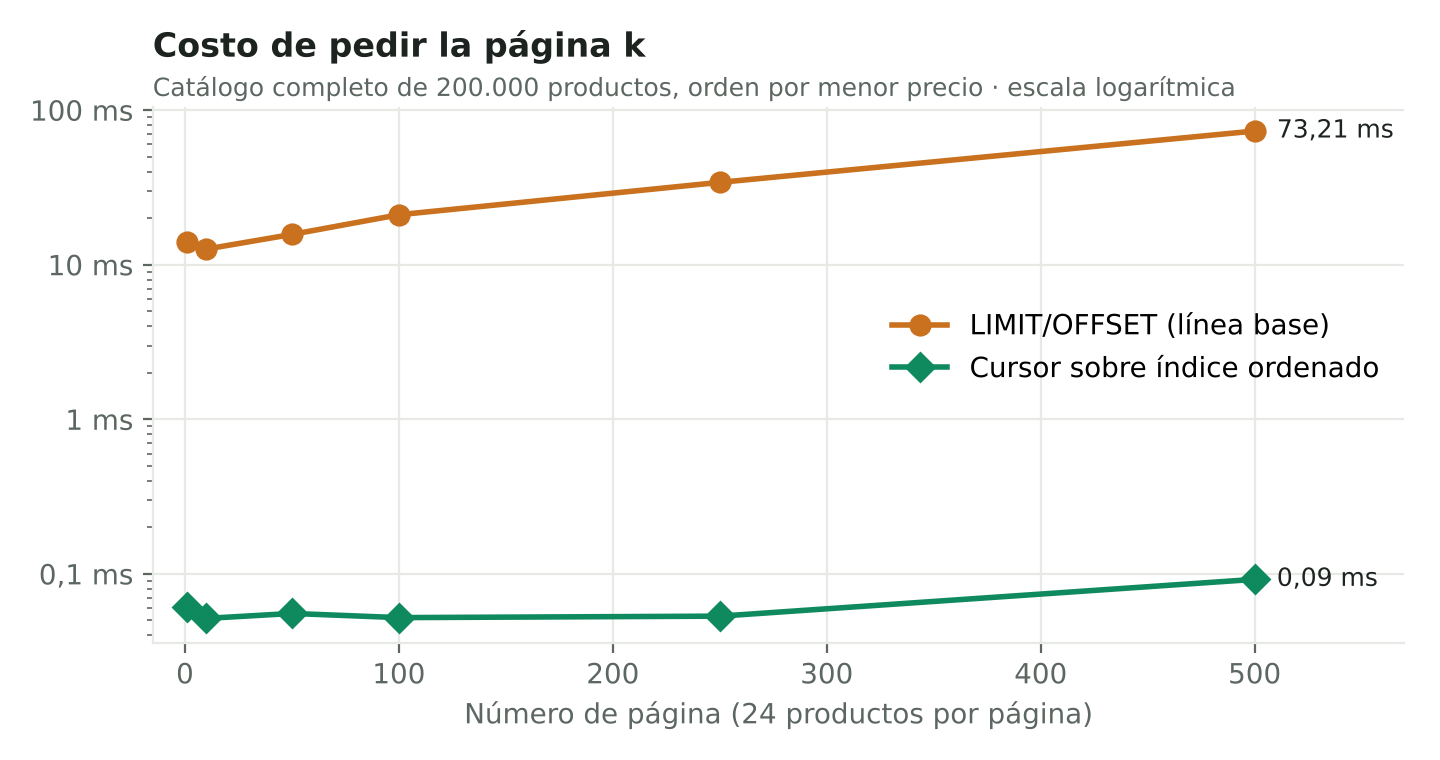 Costo de pedir la página k
Catálogo completo de 200.000 productos, orden por menor precio · escala logarítmica
100 ms
73,21 ms
10 ms
LIMIT/OFFSET (línea base)
Cursor sobre índice ordenado
1 ms
0,1 ms
0,09 ms
0 100 200 300 400 500
Número de página (24 productos por página)